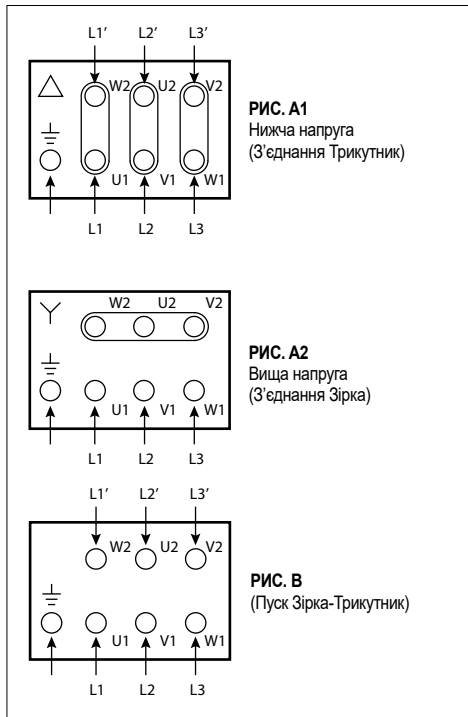 L1’ L2’ L3’
W2 U2 V2
U1 V1 W1
L1 L2 L3
РИС. A1
Нижча напруга
(З’єднання Трикутник)
W2 U2 V2
U1 V1 W1
L1 L2 L3
РИС. A2
Вища напруга
(З’єднання Зірка)
L1’ L2’ L3’
W2 U2 V2
U1 V1 W1
L1 L2 L3
РИС. B
(Пуск Зірка-Трикутник)